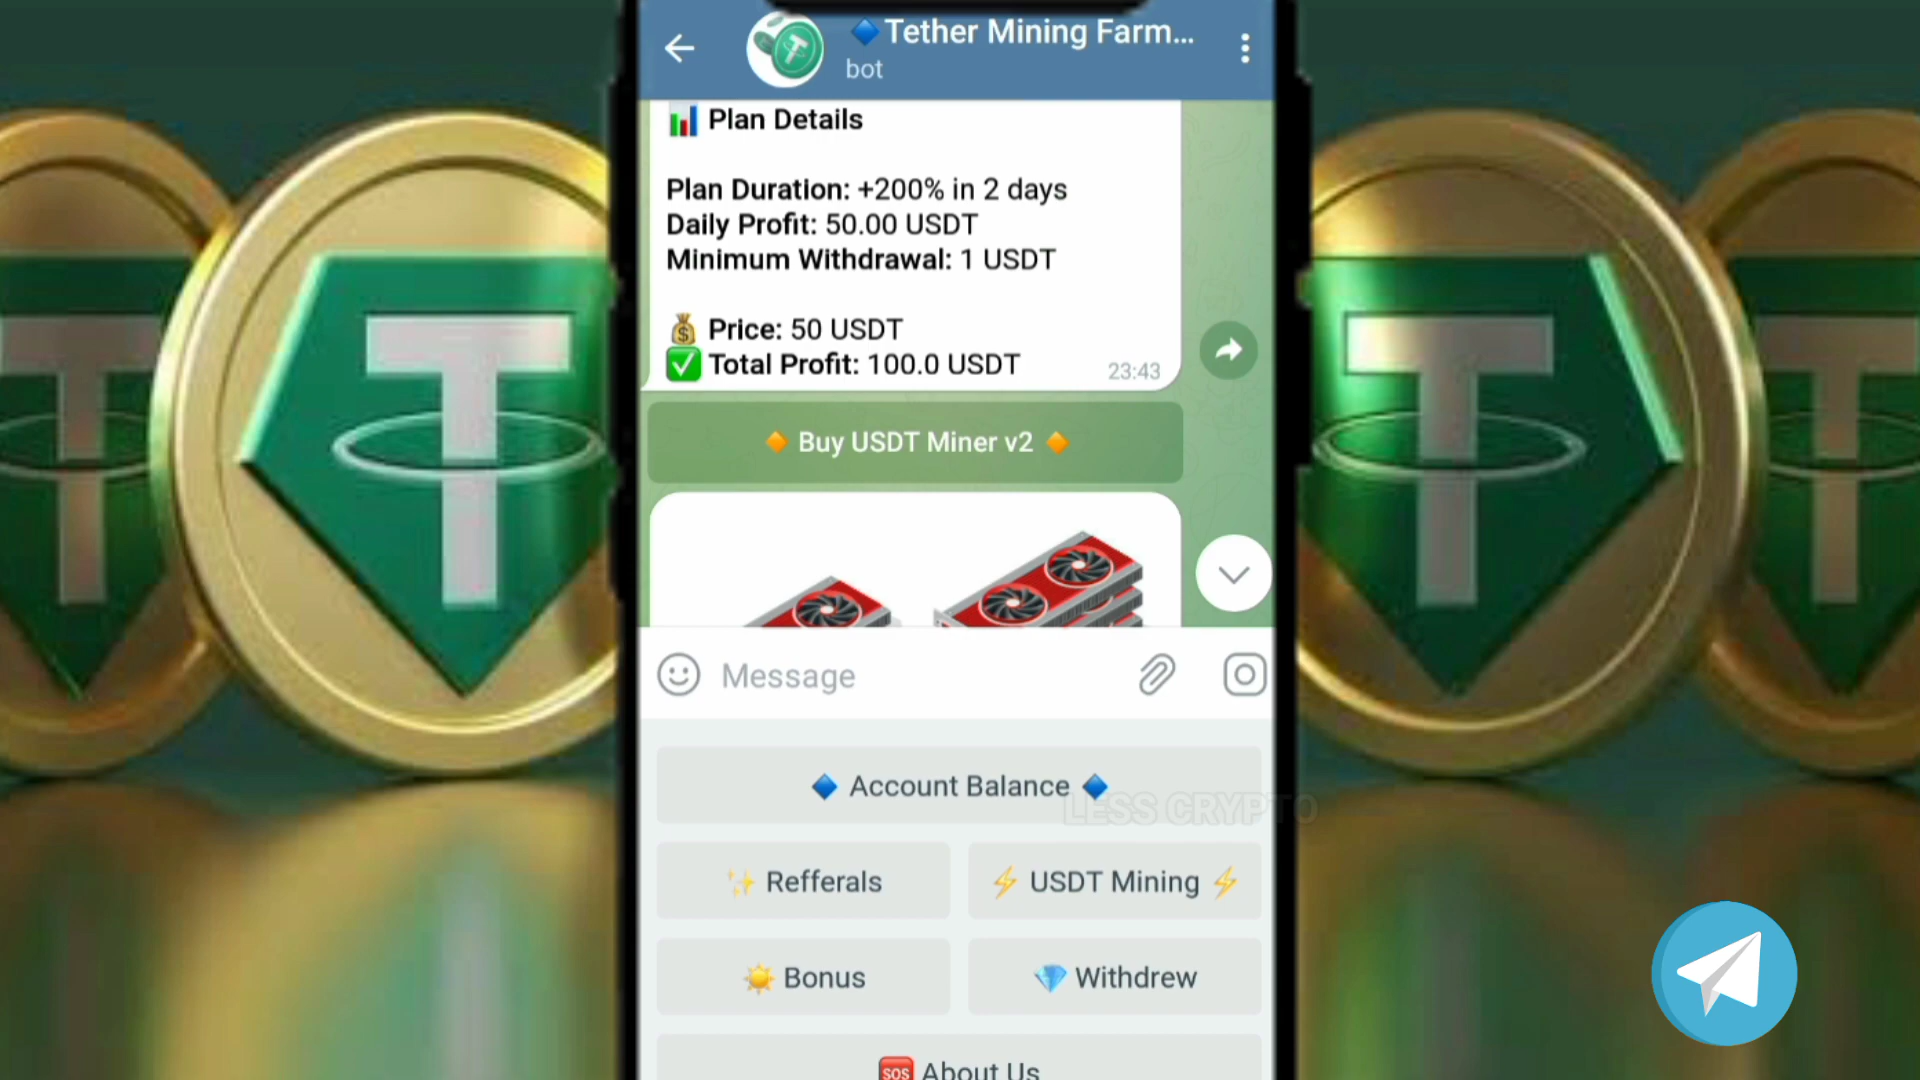 Tether Mining Farm...
bot
Plan Details
Plan Duration: +200% in 2 days
Daily Profit: 50.00 USDT
Minimum Withdrawal: 1 USDT
Price: 50 USDT
Total Profit: 100.0 USDT
23:43
Buy USDT Miner v2
Message
Account Balance
LESS CRYPTO
Refferals
USDT Mining
Bonus
Withdrew
SOS About Us